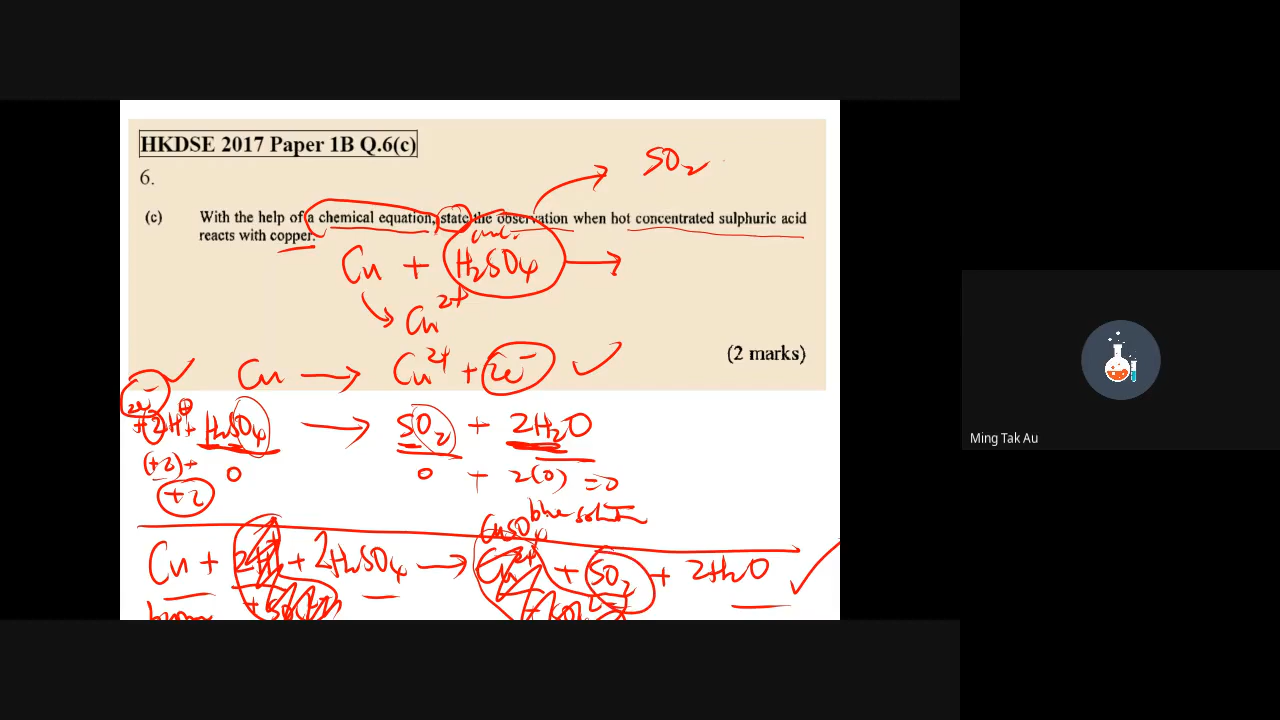 HKDSE 2017 Paper 1B Q.6(c)
SO₂
6.
(c) With the help of a chemical equation, state the observation when hot concentrated sulphuric acid
reacts with copper.
conc.
Cu + H₂SO₄ →
Cu²⁺
(2 marks)
Cu → Cu²⁺ + 2e⁻ ✓
2e⁻ ✓
+ 2H⁺ + H₂SO₄ → SO₂ + 2H₂O
(+2) + 0 0 + 2(0) = 0
+2
blue solution
CuSO₄
Cu + 2H + 2H₂SO₄ → Cu²⁺ + SO₂ + 2H₂O ✓
brown
Ming Tak Au